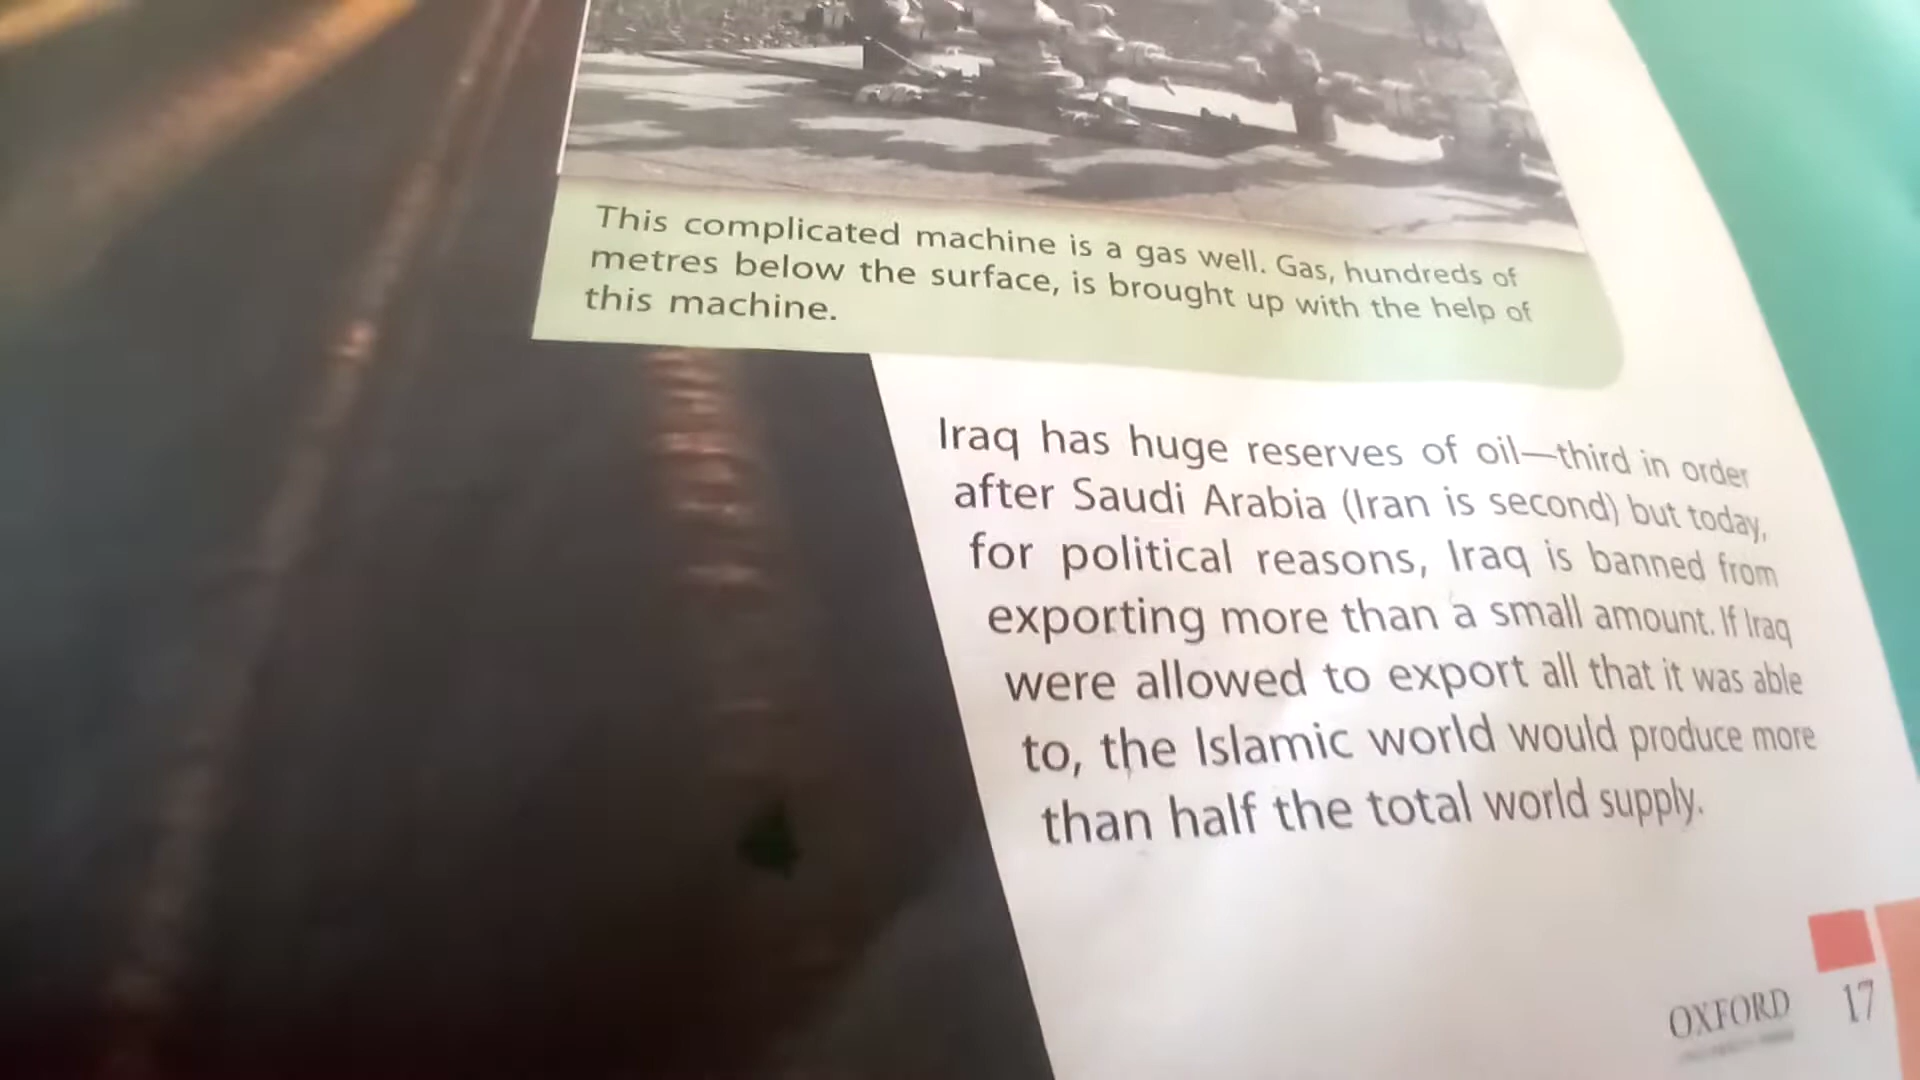 This complicated machine is a gas well. Gas, hundreds of
metres below the surface, is brought up with the help of
this machine.
Iraq has huge reserves of oil—third in order
after Saudi Arabia (Iran is second) but today,
for political reasons, Iraq is banned from
exporting more than a small amount. If Iraq
were allowed to export all that it was able
to, the Islamic world would produce more
than half the total world supply.
OXFORD
17